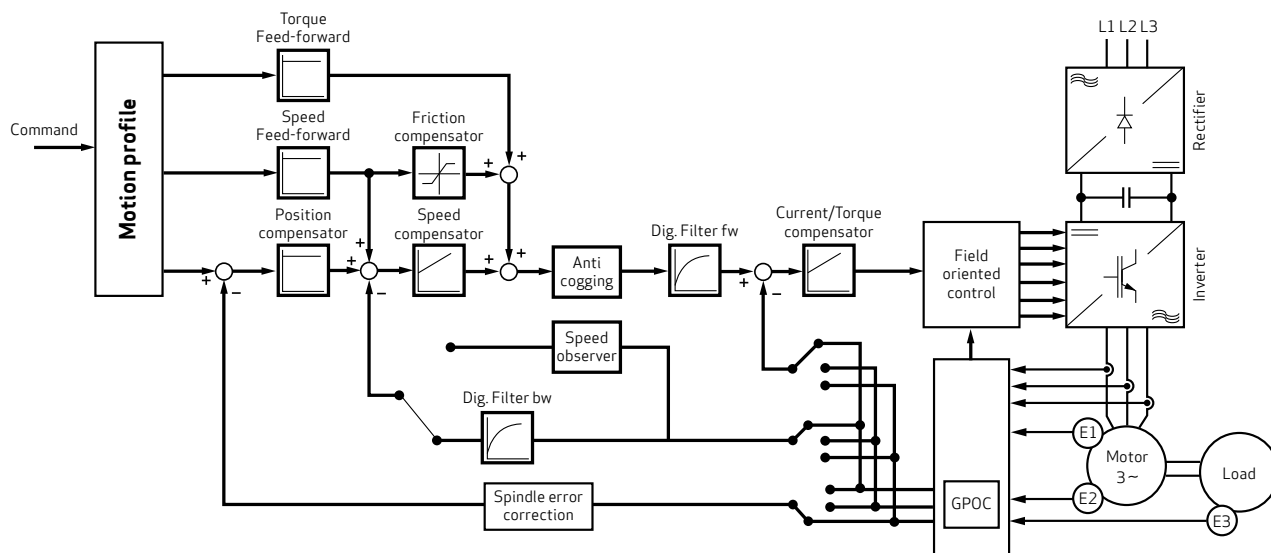 Torque
Feed-forward
L1 L2 L3
Rectifier
Command
Motion profile
Speed
Feed-forward
Friction
compensator
+
+
+
Position
compensator
Speed
compensator
Dig. Filter fw
Current/Torque
compensator
Field
oriented
control
Inverter
+
+
+
+
+
+
Anti
cogging
−
−
−
Speed
observer
Dig. Filter bw
E1
Motor
3~
Load
Spindle error
correction
GPOC
E2
E3